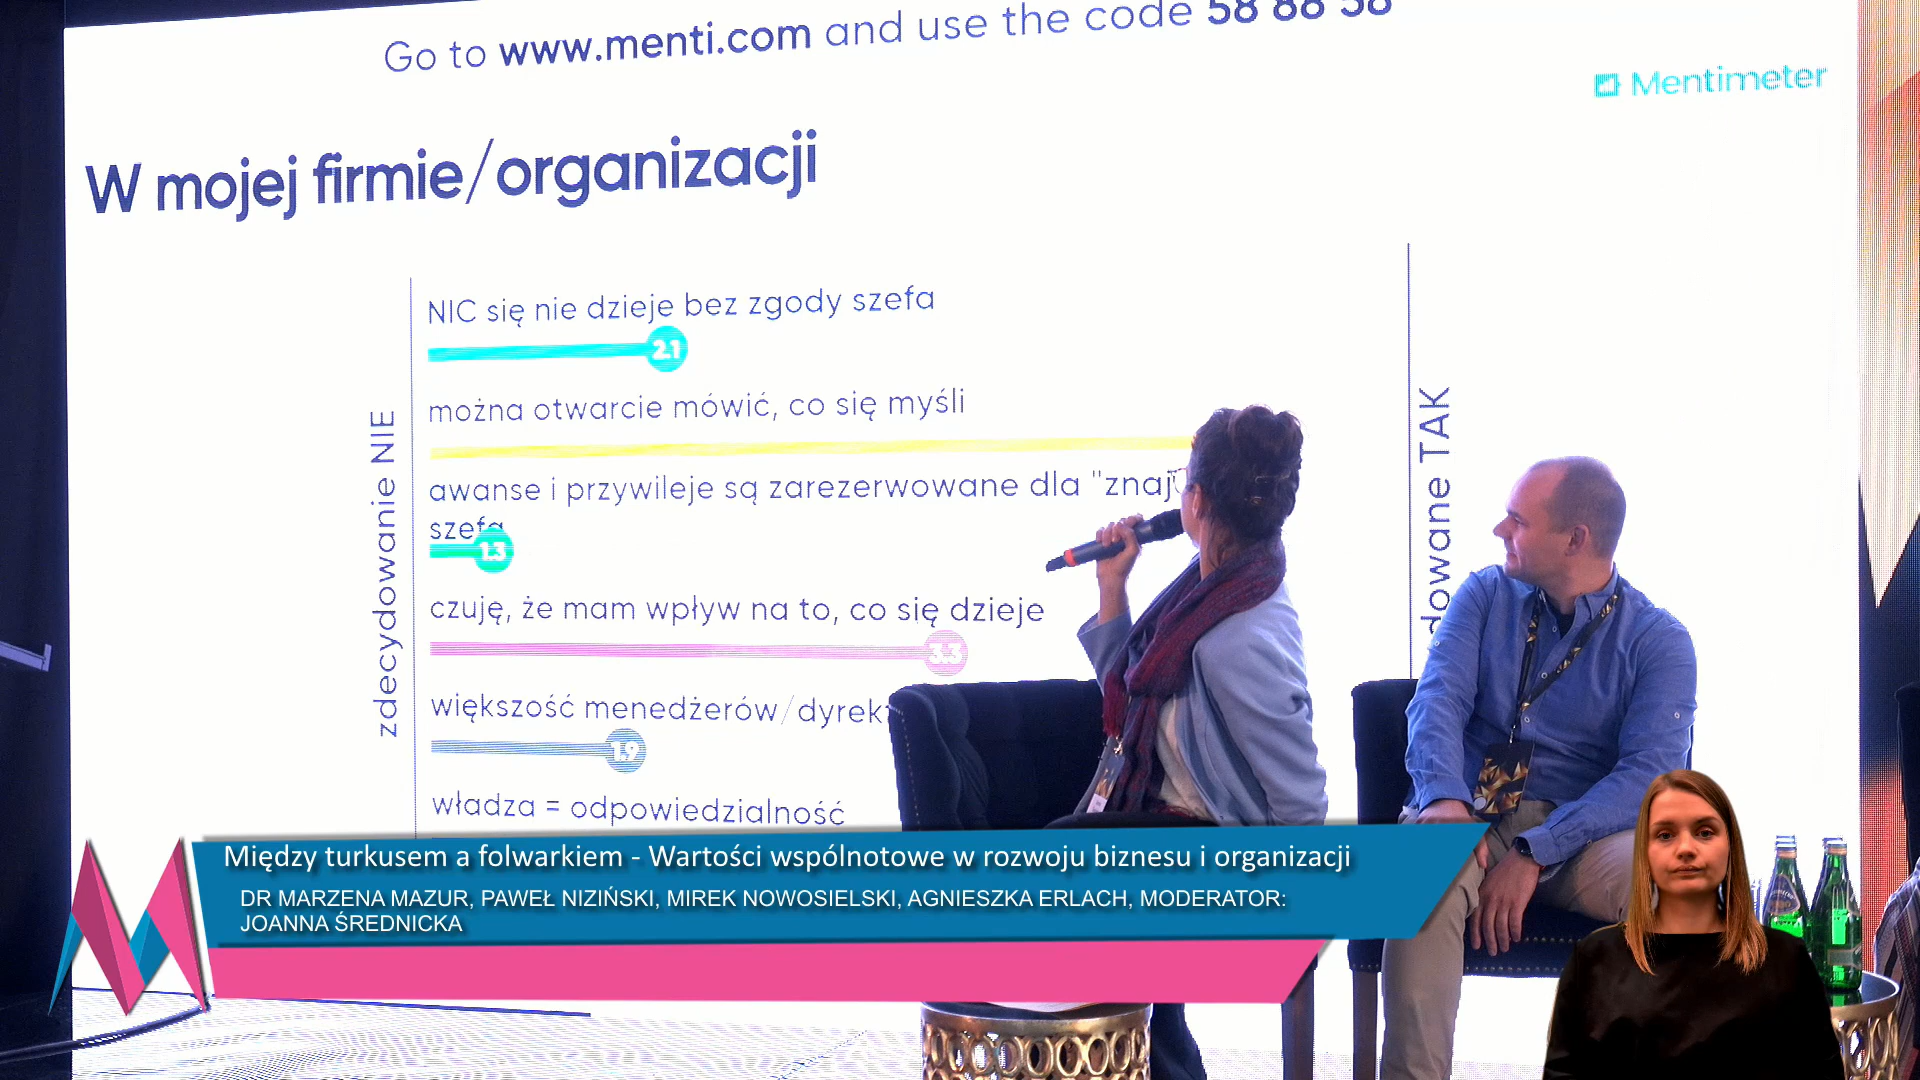 Go to www.menti.com and use the code 58 88 58
Mentimeter
W mojej firmie/organizacji
zdecydowanie NIE
NIC się nie dzieje bez zgody szefa
2.1
można otwarcie mówić, co się myśli
awanse i przywileje są zarezerwowane dla "znaj
szefa
1.3
czuję, że mam wpływ na to, co się dzieje
3.3
większość menedżerów/dyrek
1.9
władza = odpowiedzialność
dowane TAK
Między turkusem a folwarkiem - Wartości wspólnotowe w rozwoju biznesu i organizacji
DR MARZENA MAZUR, PAWEŁ NIZIŃSKI, MIREK NOWOSIELSKI, AGNIESZKA ERLACH, MODERATOR:
JOANNA ŚREDNICKA